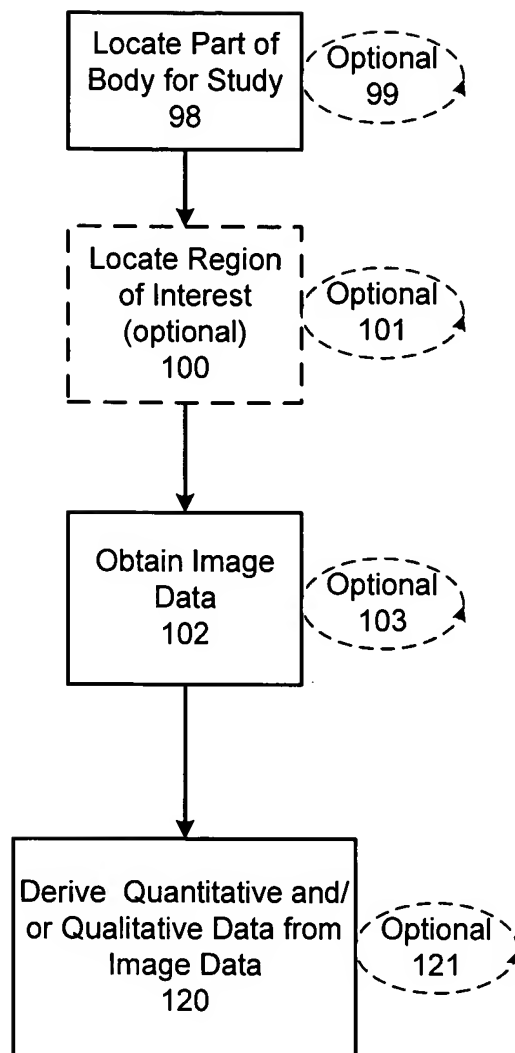 Locate Part of
Body for Study
98
Optional
99
Locate Region
of Interest
(optional)
100
Optional
101
Obtain Image
Data
102
Optional
103
Derive Quantitative and/
or Qualitative Data from
Image Data
120
Optional
121